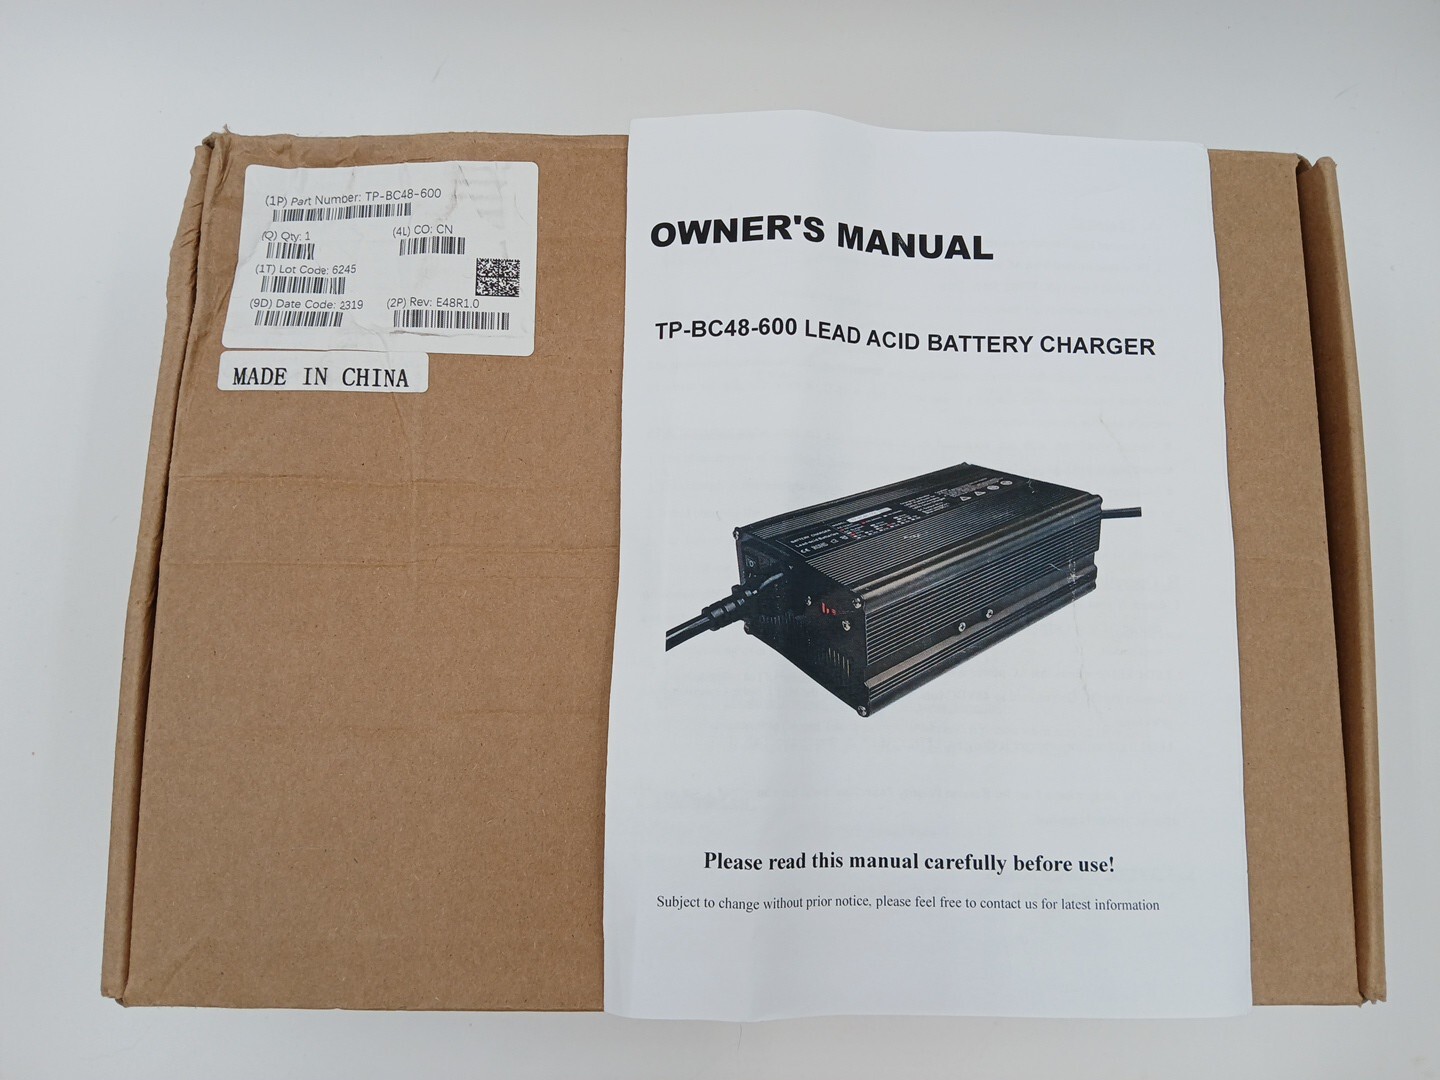 (1P) Part Number: TP-BC48-600
(Q) Qty: 1
(4L) CO: CN
(1T) Lot Code: 6245
(9D) Date Code: 2319
(2P) Rev: E48R1.0
MADE IN CHINA
OWNER'S MANUAL
TP-BC48-600 LEAD ACID BATTERY CHARGER
Please read this manual carefully before use!
Subject to change without prior notice, please feel free to contact us for latest information